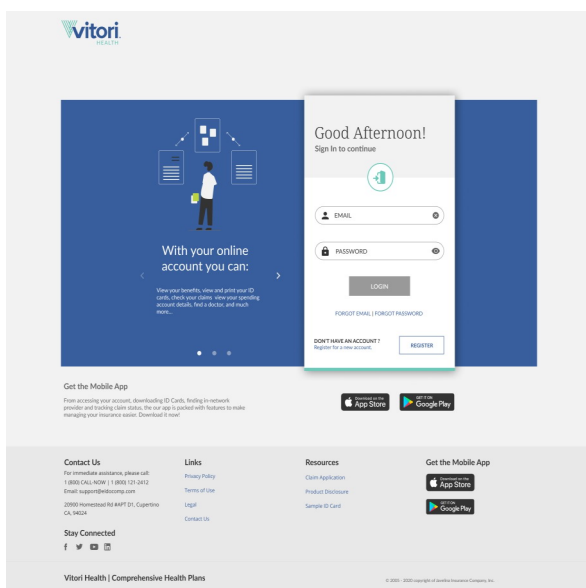 vitori
HEALTH
Good Afternoon!
Sign In to continue
EMAIL
PASSWORD
LOGIN
FORGOT EMAIL | FORGOT PASSWORD
DON'T HAVE AN ACCOUNT ?
Register for a new account.
REGISTER
With your online
account you can:
View your benefits, view and print your ID
cards, check your claims view your spending
account details, find a doctor, and much
more...
Get the Mobile App
From accessing your account, downloading ID Cards, finding in-network
provider and tracking claim status, the our app is packed with features to make
managing your insurance easier. Download it now!
Download on the
App Store
GET IT ON
Google Play
Contact Us
For immediate assistance, please call:
1 (800) CALL-NOW | 1 (800) 121-2412
Email: support@eldocomp.com
20900 Homestead Rd #APT D1, Cupertino
CA, 94024
Stay Connected
Links
Privacy Policy
Terms of Use
Legal
Contact Us
Resources
Claim Application
Product Disclosure
Sample ID Card
Get the Mobile App
Download on the
App Store
GET IT ON
Google Play
Vitori Health | Comprehensive Health Plans
Insurance Company, Inc.